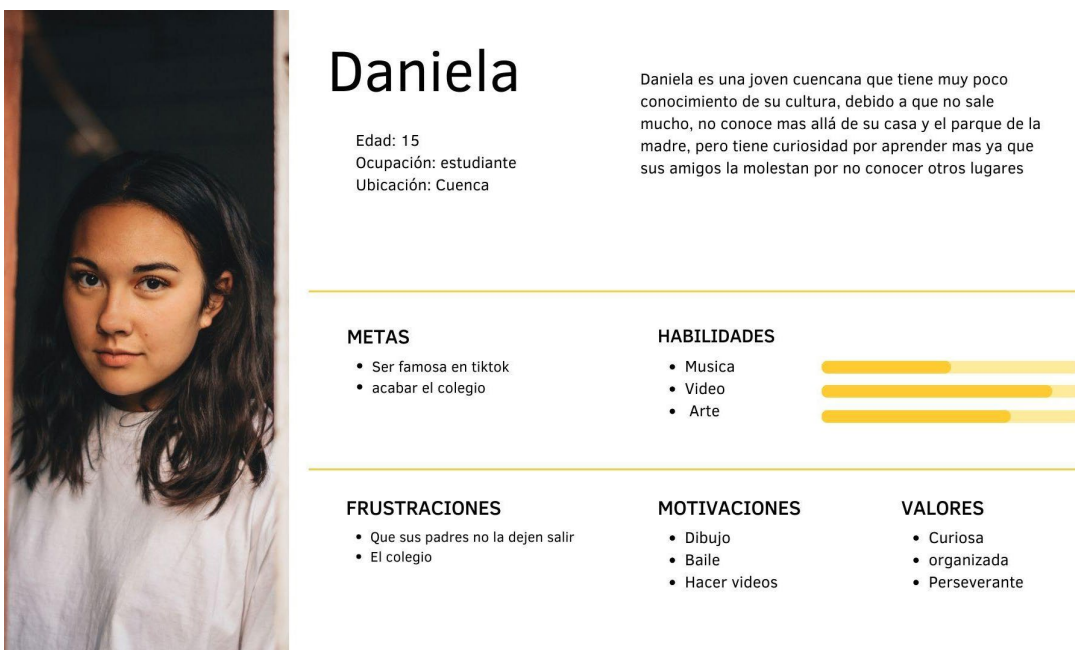 Daniela
Edad: 15
Ocupación: estudiante
Ubicación: Cuenca
Daniela es una joven cuencana que tiene muy poco
conocimiento de su cultura, debido a que no sale
mucho, no conoce mas allá de su casa y el parque de la
madre, pero tiene curiosidad por aprender mas ya que
sus amigos la molestan por no conocer otros lugares
METAS
• Ser famosa en tiktok
• acabar el colegio
HABILIDADES
• Musica
• Video
• Arte
FRUSTRACIONES
• Que sus padres no la dejen salir
• El colegio
MOTIVACIONES
• Dibujo
• Baile
• Hacer videos
VALORES
• Curiosa
• organizada
• Perseverante